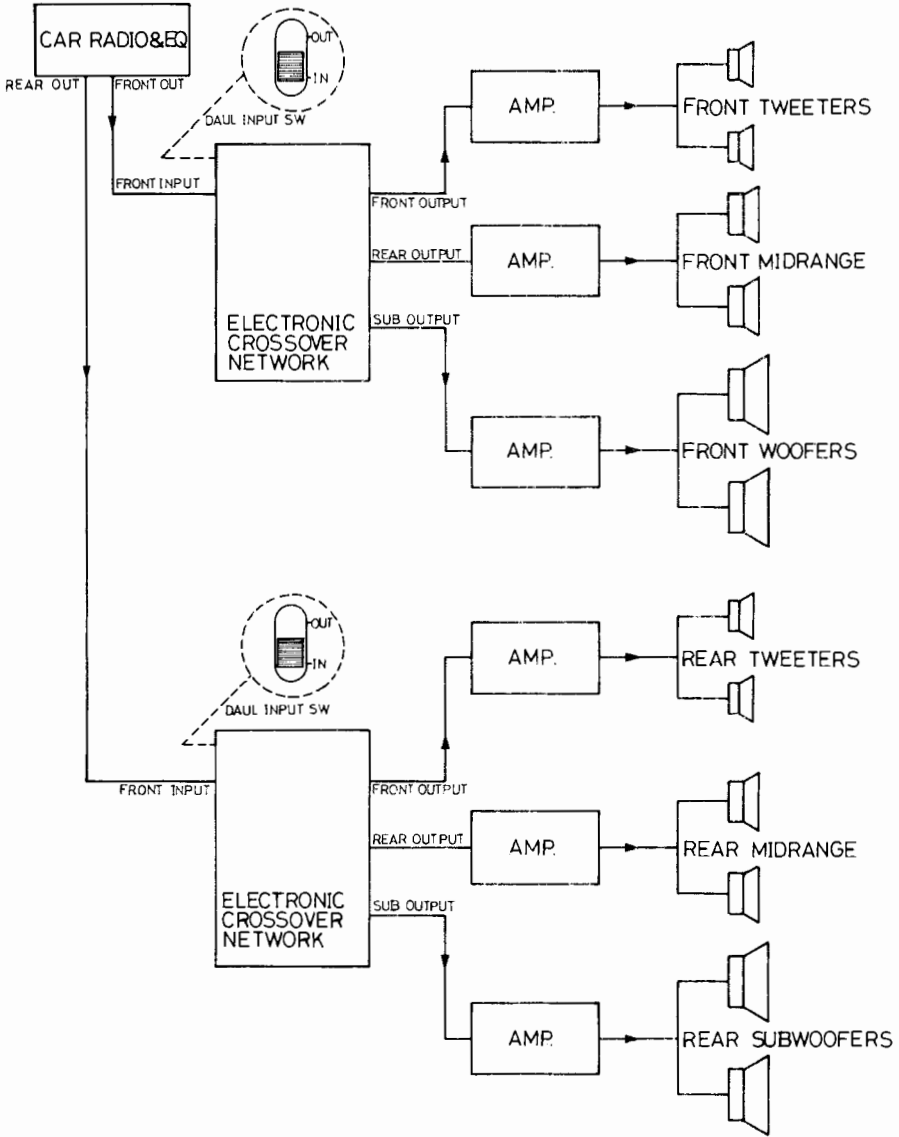 CAR RADIO&EQ
REAR OUT
FRONT OUT
OUT
IN
DAUL INPUT SW
FRONT INPUT
FRONT OUTPUT
REAR OUTPUT
SUB OUTPUT
ELECTRONIC
CROSSOVER
NETWORK
AMP.
FRONT TWEETERS
AMP.
FRONT MIDRANGE
AMP.
FRONT WOOFERS
OUT
IN
DAUL INPUT SW
FRONT INPUT
FRONT OUTPUT
REAR OUTPUT
SUB OUTPUT
ELECTRONIC
CROSSOVER
NETWORK
AMP.
REAR TWEETERS
AMP.
REAR MIDRANGE
AMP.
REAR SUBWOOFERS